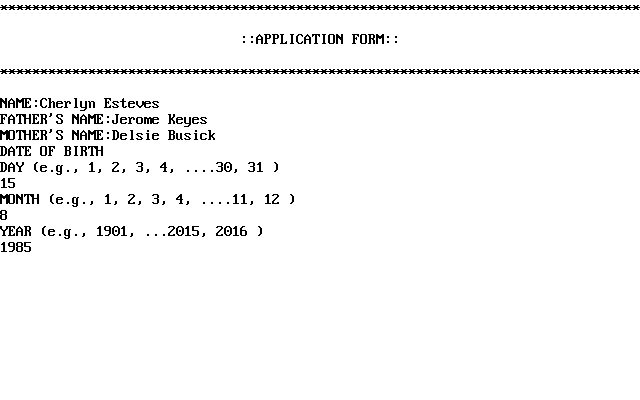 ********************************************************************************
::APPLICATION FORM::
********************************************************************************
NAME:Cherlyn Esteves
FATHER'S NAME:Jerome Keyes
MOTHER'S NAME:Delsie Busick
DATE OF BIRTH
DAY (e.g., 1, 2, 3, 4, ....30, 31 )
15
MONTH (e.g., 1, 2, 3, 4, ....11, 12 )
8
YEAR (e.g., 1901, ...2015, 2016 )
1985